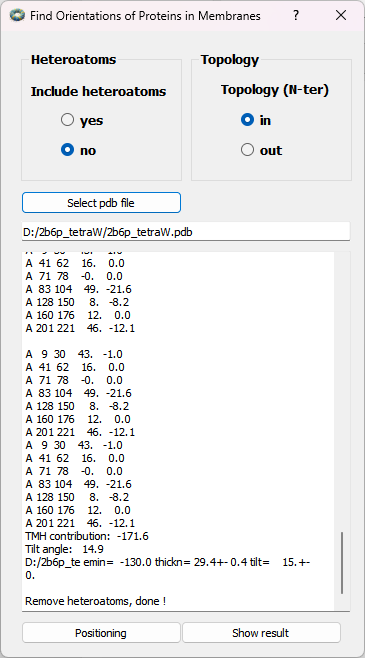 Find Orientations of Proteins in Membranes
Heteroatoms
Topology
Include heteroatoms
Topology (N-ter)
yes
in
no
out
Select pdb file
D:/2b6p_tetraW/2b6p_tetraW.pdb
A 9 30 43. -1.0
A 41 62 16. 0.0
A 71 78 -0. 0.0
A 83 104 49. -21.6
A 128 150 8. -8.2
A 160 176 12. 0.0
A 201 221 46. -12.1
A 9 30 43. -1.0
A 41 62 16. 0.0
A 71 78 -0. 0.0
A 83 104 49. -21.6
A 128 150 8. -8.2
A 160 176 12. 0.0
A 201 221 46. -12.1
A 9 30 43. -1.0
A 41 62 16. 0.0
A 71 78 -0. 0.0
A 83 104 49. -21.6
A 128 150 8. -8.2
A 160 176 12. 0.0
A 201 221 46. -12.1
TMH contribution: -171.6
Tilt angle: 14.9
D:/2b6p_te emin= -130.0 thickn= 29.4+- 0.4 tilt= 15. +-
0.
Remove heteroatoms, done !
Positioning
Show result